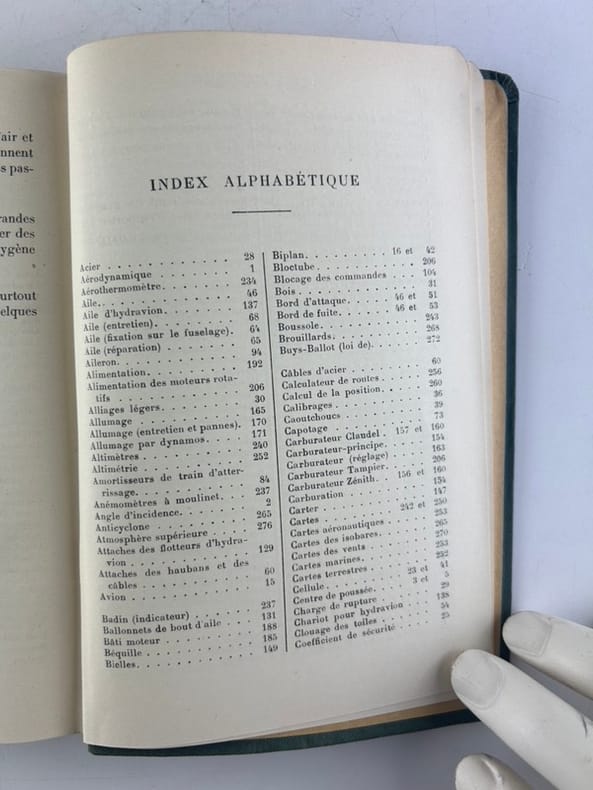 'air et
nnent
s pas-
randes
er des
xygène
urtout
elques
INDEX ALPHABÉTIQUE
Acier . . . . . . . . . . . . 28
Aérodynamique . . . . . . . . 1
Aérothermomètre . . . . . . . 234
Aile. . . . . . . . . . . . . 46
Aile d'hydravion. . . . . . . 137
Aile (entretien). . . . . . . 68
Aile (fixation sur le fuselage). 64
Aile (réparation) . . . . . . 65
Aileron. . . . . . . . . . . 94
Alimentation. . . . . . . . . 192
Alimentation des moteurs rota-
tifs . . . . . . . . . . . 206
Alliages légers . . . . . . . 30
Allumage . . . . . . . . . . 165
Allumage (entretien et pannes). 170
Allumage par dynamos. . . . . 171
Altimètres . . . . . . . . . 240
Altimétrie . . . . . . . . . 252
Amortisseurs de train d'atter-
rissage. . . . . . . . . . 84
Anémomètres à moulinet. . . . 237
Angle d'incidence. . . . . . 2
Anticyclone . . . . . . . . . 265
Atmosphère supérieure . . . . 276
Attaches des flotteurs d'hydra-
vion . . . . . . . . . . . 129
Attaches des haubans et des
câbles . . . . . . . . . . 60
Avion . . . . . . . . . . . . 15
Badin (indicateur) . . . . . 237
Ballonnets de bout d'aile . . 131
Bâti moteur . . . . . . . . . 188
Béquille . . . . . . . . . . 185
Bielles. . . . . . . . . . . 149
Biplan. . . . . . . . . 16 et 42
Bloctube . . . . . . . . . . 206
Blocage des commandes . . . . 104
Bois . . . . . . . . . . . . 31
Bord d'attaque. . . . . 46 et 51
Bord de fuite. . . . . . 46 et 53
Boussole. . . . . . . . . . . 243
Brouillards. . . . . . . . . 268
Buys-Ballot (loi de). . . . . 272
Câbles d'acier . . . . . . . 60
Calculateur de routes. . . . 256
Calcul de la position. . . . 260
Calibrages . . . . . . . . . 36
Caoutchoucs . . . . . . . . . 39
Capotage . . . . . . . . . . 73
Carburateur Claudel . 157 et 160
Carburateur-principe. . . . . 154
Carburateur (réglage) . . . . 163
Carburateur Tampier. . . . . 206
Carburateur Zénith. . 156 et 160
Carburation . . . . . . . . . 154
Carter . . . . . . . . . . . 147
Cartes . . . . . . . 242 et 250
Cartes aéronautiques . . . . 253
Cartes des isobares. . . . . 265
Cartes des vents . . . . . . 270
Cartes marines. . . . . . . . 253
Cartes terrestres . . . . . . 252
Cellule . . . . . . . . 23 et 41
Centre de poussée. . . . 3 et 5
Charge de rupture . . . . . . 29
Chariot pour hydravion . . . 138
Clouage des toiles . . . . . 54
Coefficient de sécurité . . . 25